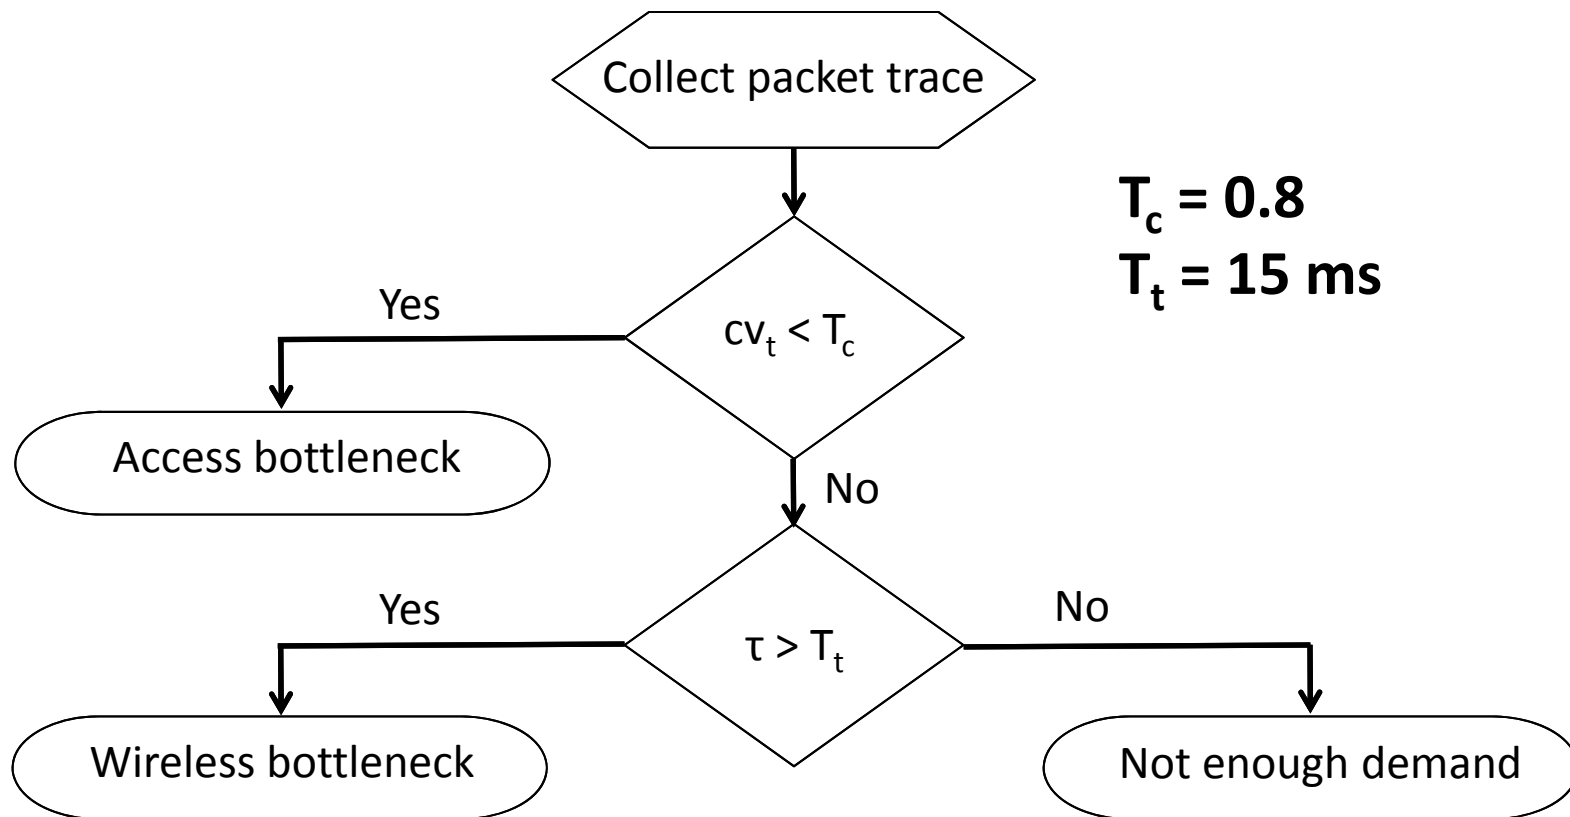 Collect packet trace
T_c = 0.8
T_t = 15 ms
Yes
cv_t < T_c
Access bottleneck
No
Yes
No
τ > T_t
Wireless bottleneck
Not enough demand